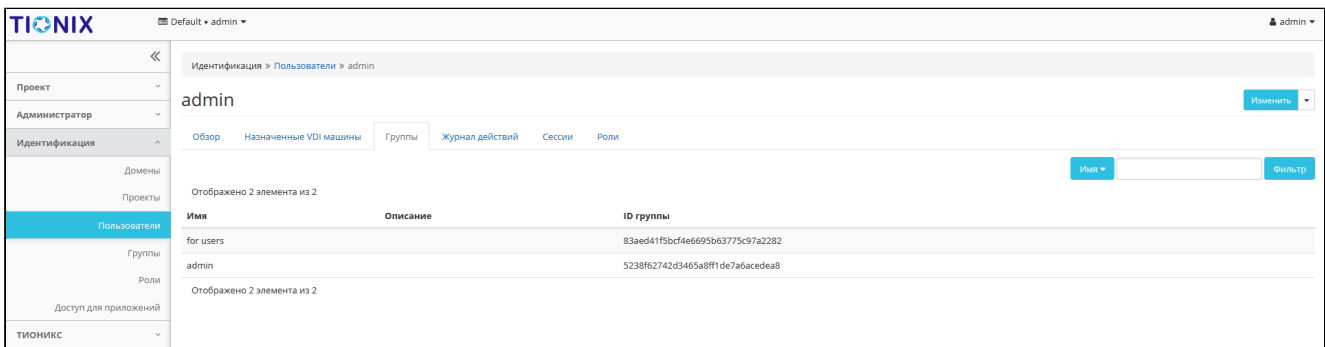 TIONIX
Default • admin
admin
Идентификация » Пользователи » admin
Проект
Администратор
Идентификация
Домены
Проекты
Пользователи
Группы
Роли
Доступ для приложений
ТИОНИКС
admin
Изменить
Обзор Назначенные VDI машины Группы Журнал действий Сессии Роли
Имя Фильтр
Отображено 2 элемента из 2
Имя Описание ID группы
for users 83aed41f5bcf4e6695b63775c97a2282
admin 5238f62742d3465a8ff1de7a6acedea8
Отображено 2 элемента из 2